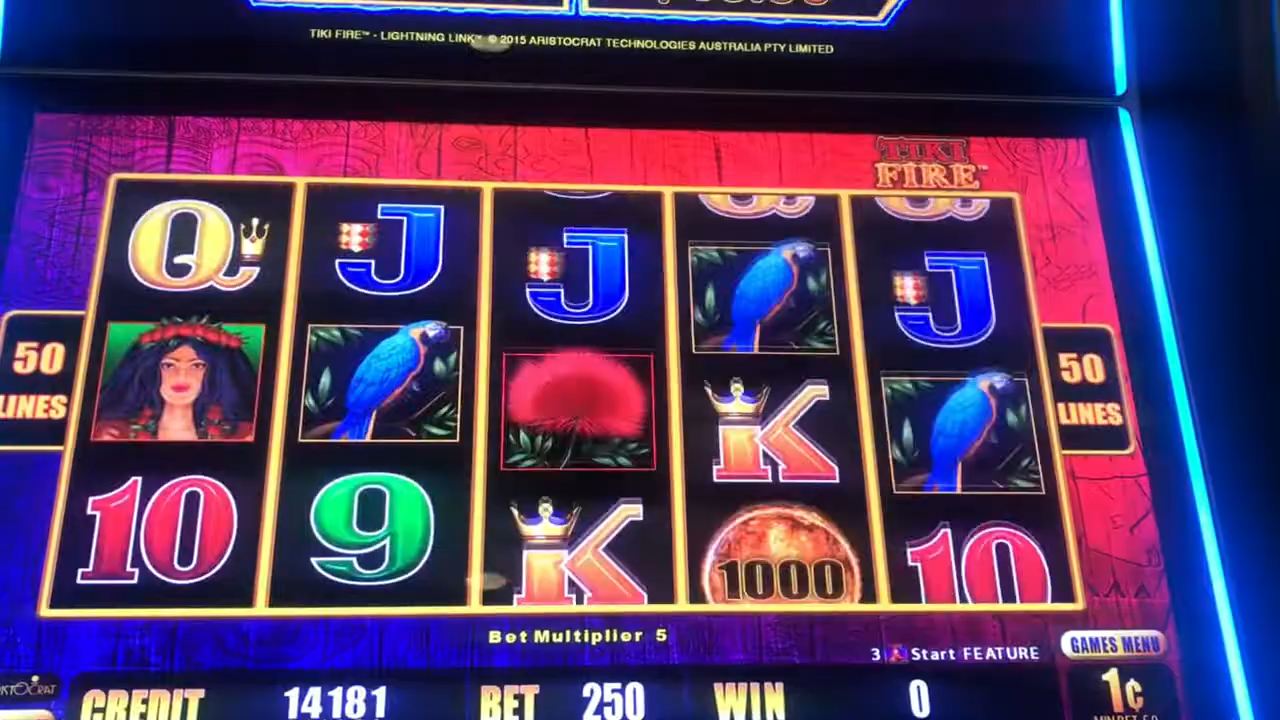 TIKI FIRE™ - LIGHTNING LINK™ © 2015 ARISTOCRAT TECHNOLOGIES AUSTRALIA PTY LIMITED
TIKI
FIRE™
Q J J J
50 LINES
50 LINES
K
10 9 K 1000 10
Bet Multiplier 5
3 Start FEATURE
GAMES MENU
CREDIT 14181 BET 250 WIN 0 1¢